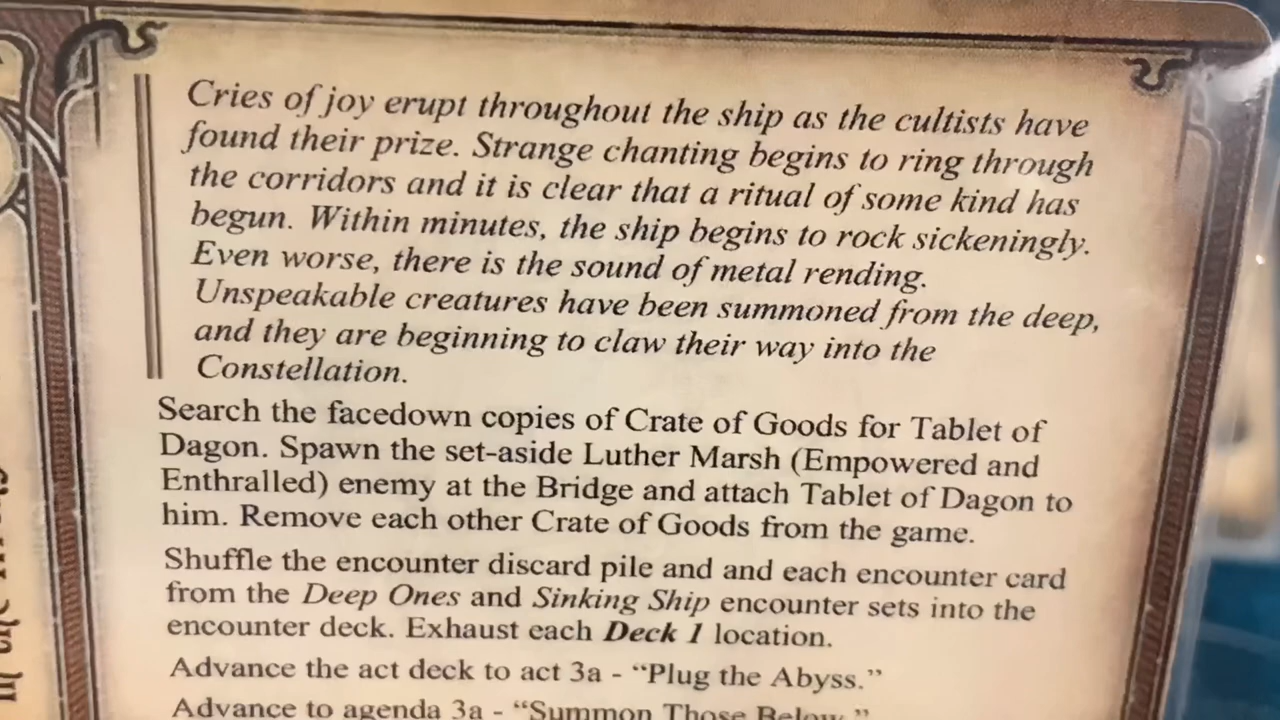 Cries of joy erupt throughout the ship as the cultists have
found their prize. Strange chanting begins to ring through
the corridors and it is clear that a ritual of some kind has
begun. Within minutes, the ship begins to rock sickeningly.
Even worse, there is the sound of metal rending.
Unspeakable creatures have been summoned from the deep,
and they are beginning to claw their way into the
Constellation.
Search the facedown copies of Crate of Goods for Tablet of
Dagon. Spawn the set-aside Luther Marsh (Empowered and
Enthralled) enemy at the Bridge and attach Tablet of Dagon to
him. Remove each other Crate of Goods from the game.
Shuffle the encounter discard pile and and each encounter card
from the Deep Ones and Sinking Ship encounter sets into the
encounter deck. Exhaust each Deck 1 location.
Advance the act deck to act 3a - “Plug the Abyss.”
Advance to agenda 3a - “Summon Those Below.”